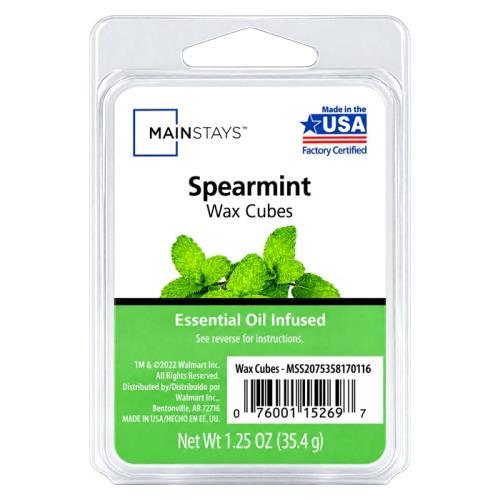 MAINSTAYS™
Made in the
USA
Factory Certified
Spearmint
Wax Cubes
Essential Oil Infused
See reverse for instructions.
TM & ©2022 Walmart Inc.
All Rights Reserved.
Distributed by/Distribuido por
Walmart Inc.,
Bentonville, AR 72716
MADE IN USA/HECHO EN EE. UU.
Wax Cubes - MSS2075358170116
0 76001 15269 7
Net Wt 1.25 OZ (35.4 g)